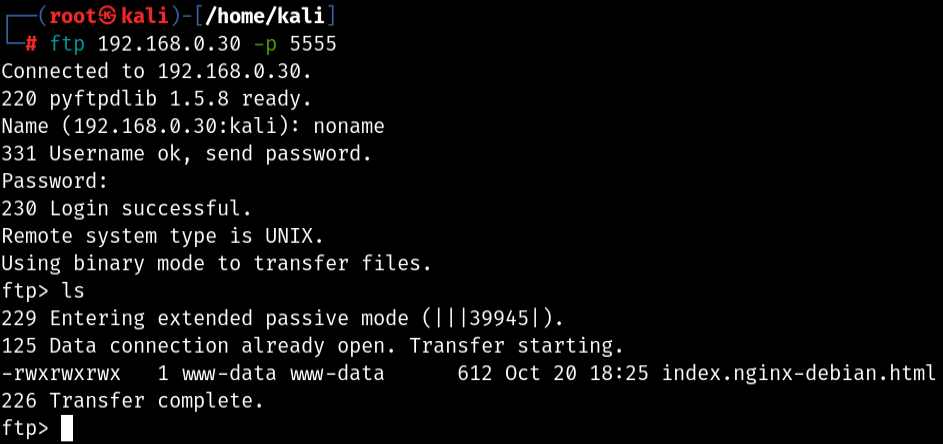 ┌──(root㉿kali)-[/home/kali]
└─# ftp 192.168.0.30 -p 5555
Connected to 192.168.0.30.
220 pyftpdlib 1.5.8 ready.
Name (192.168.0.30:kali): noname
331 Username ok, send password.
Password:
230 Login successful.
Remote system type is UNIX.
Using binary mode to transfer files.
ftp> ls
229 Entering extended passive mode (|||39945|).
125 Data connection already open. Transfer starting.
-rwxrwxrwx   1 www-data www-data      612 Oct 20 18:25 index.nginx-debian.html
226 Transfer complete.
ftp>